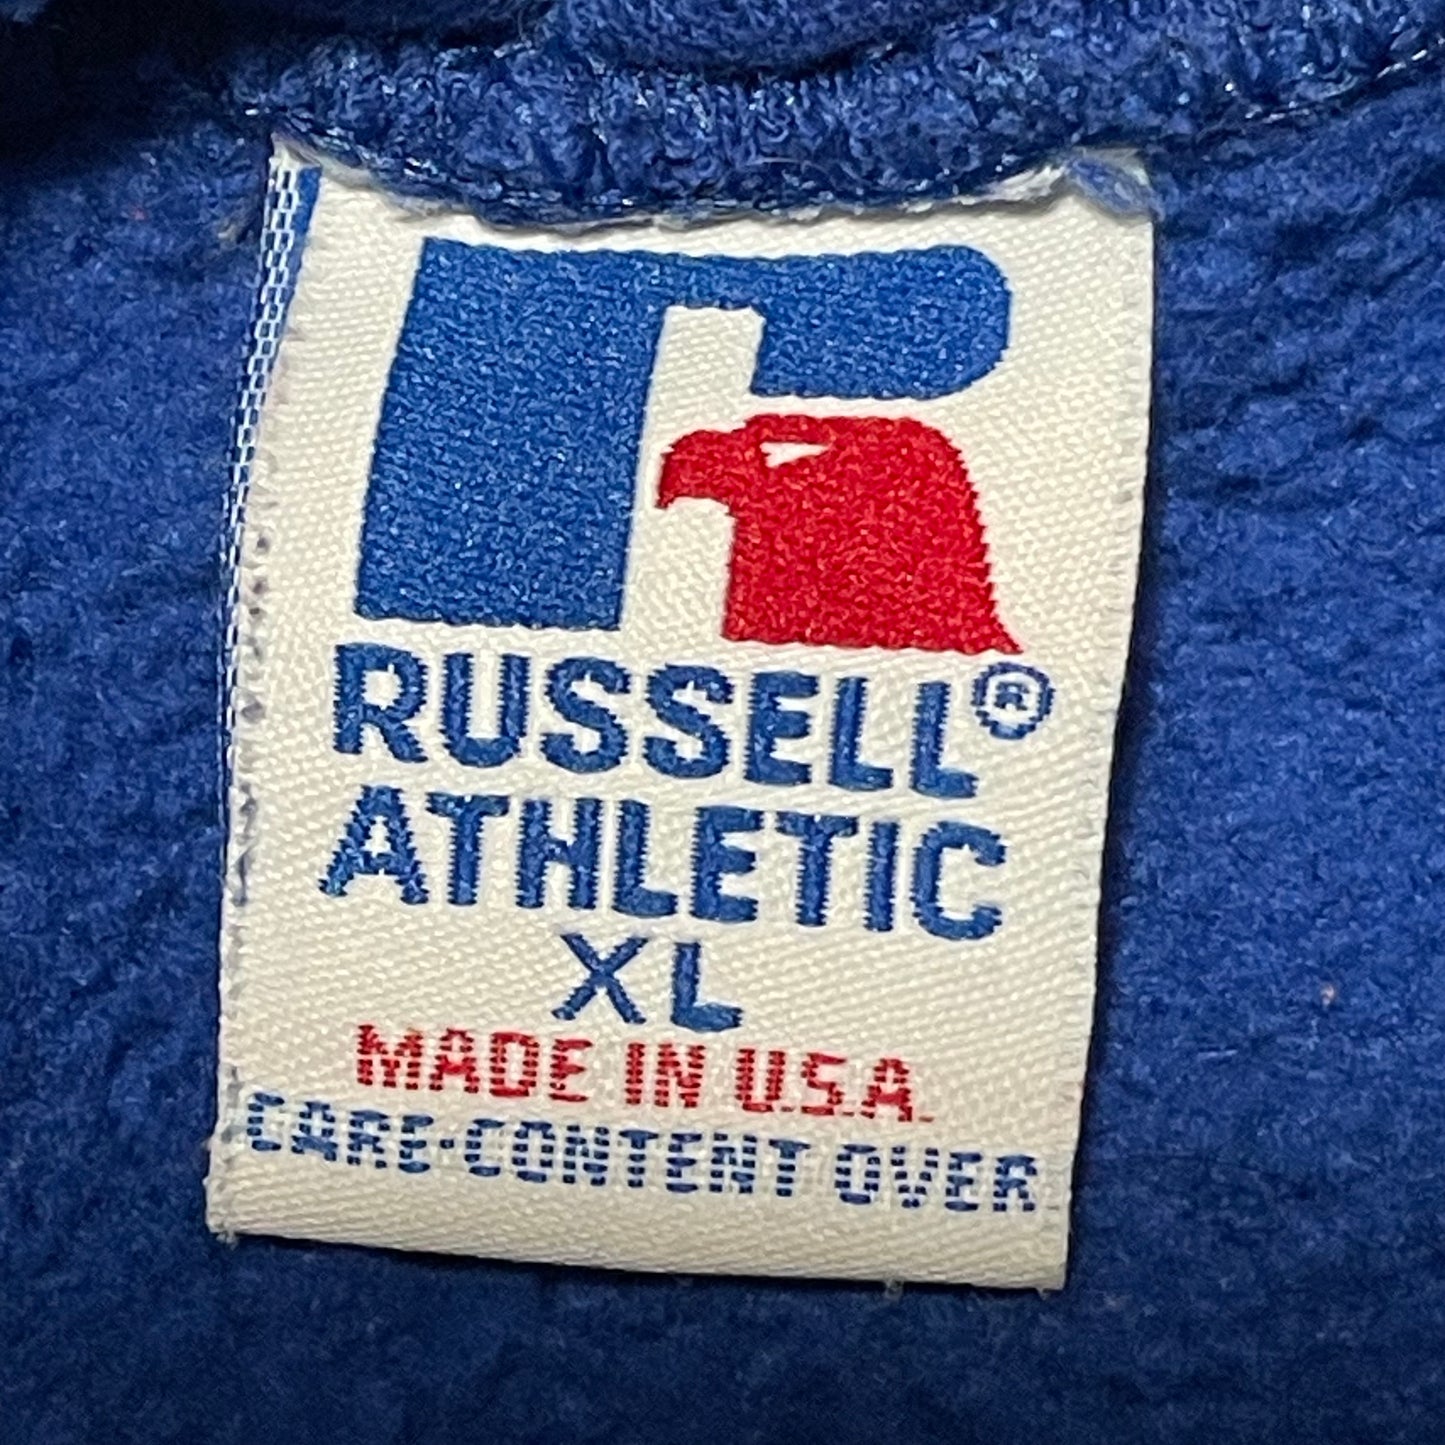 R
RUSSELL®
ATHLETIC
XL
MADE IN U.S.A.
CARE-CONTENT OVER